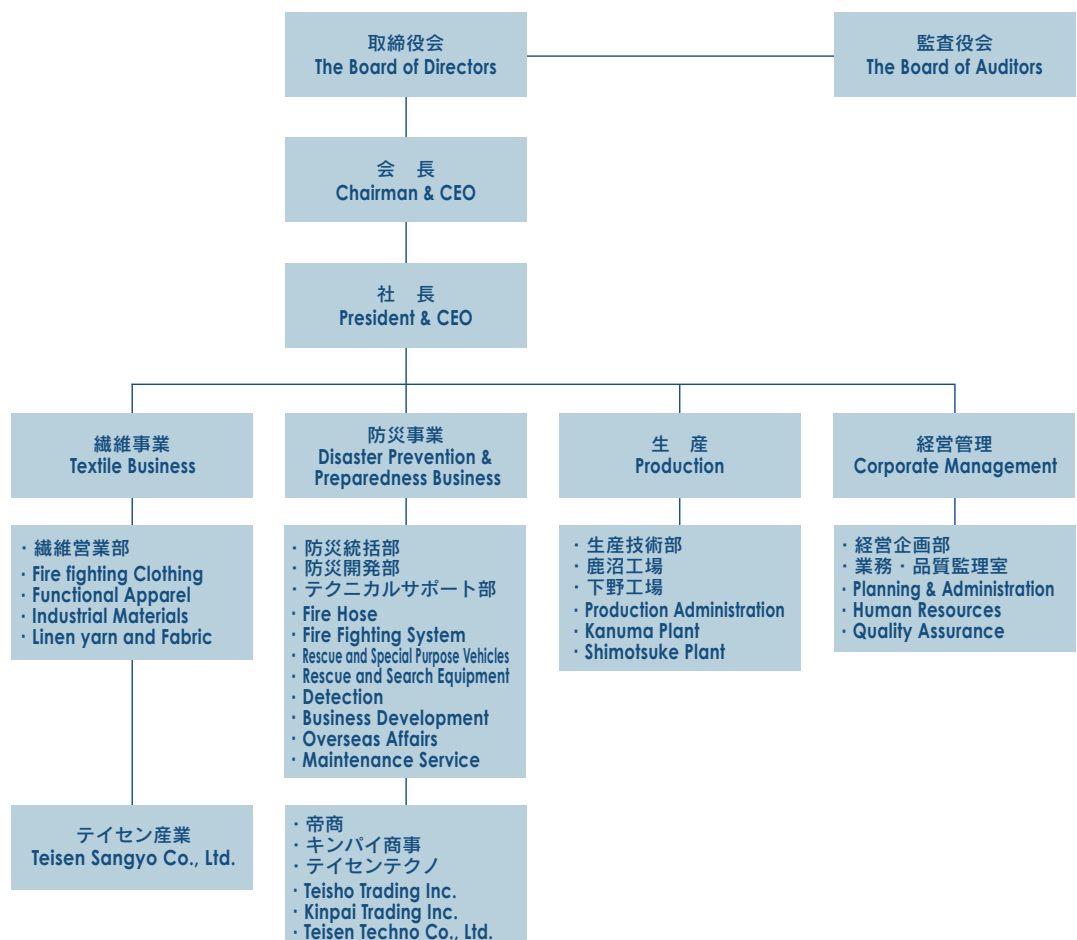 取締役会
The Board of Directors
監査役会
The Board of Auditors
会　長
Chairman & CEO
社　長
President & CEO
繊維事業
Textile Business
防災事業
Disaster Prevention &
Preparedness Business
生　産
Production
経営管理
Corporate Management
・繊維営業部
· Fire fighting Clothing
· Functional Apparel
· Industrial Materials
· Linen yarn and Fabric
・防災統括部
・防災開発部
・テクニカルサポート部
· Fire Hose
· Fire Fighting System
· Rescue and Special Purpose Vehicles
· Rescue and Search Equipment
· Detection
· Business Development
· Overseas Affairs
· Maintenance Service
・生産技術部
・鹿沼工場
・下野工場
· Production Administration
· Kanuma Plant
· Shimotsuke Plant
・経営企画部
・業務・品質監理室
· Planning & Administration
· Human Resources
· Quality Assurance
テイセン産業
Teisen Sangyo Co., Ltd.
・帝商
・キンパイ商事
・テイセンテクノ
· Teisho Trading Inc.
· Kinpai Trading Inc.
· Teisen Techno Co., Ltd.